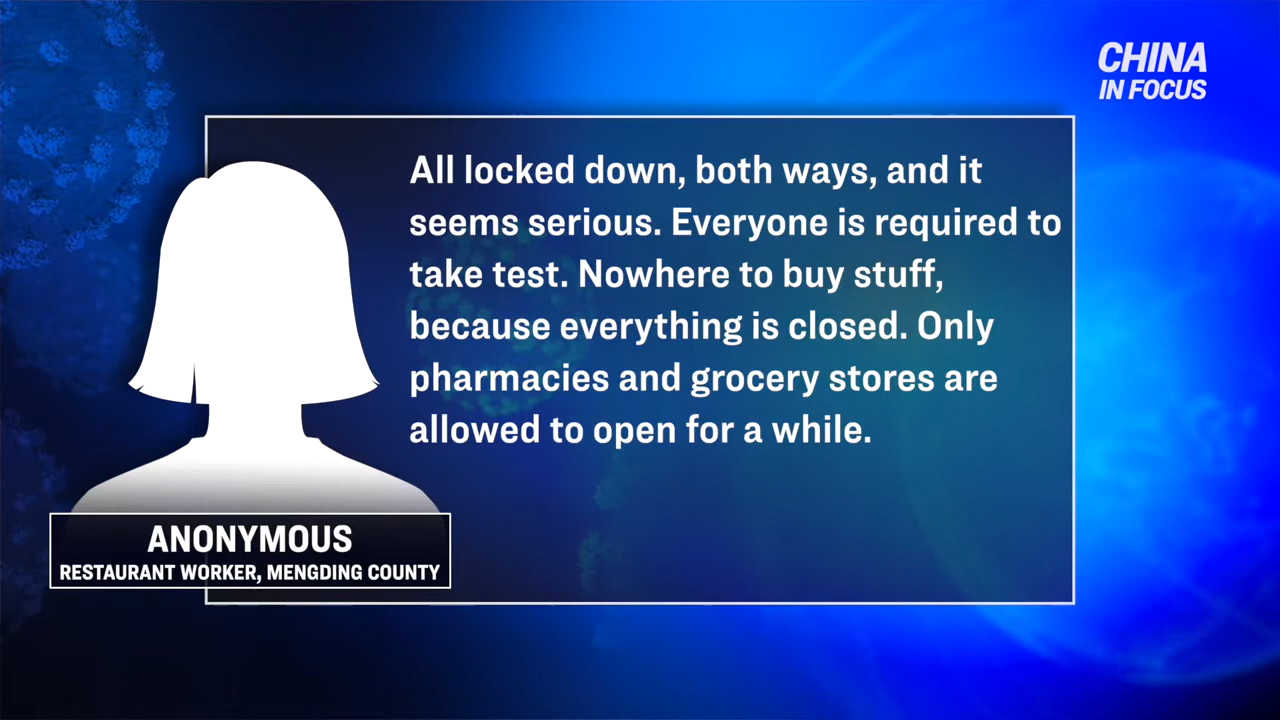 CHINA
IN FOCUS
All locked down, both ways, and it
seems serious. Everyone is required to
take test. Nowhere to buy stuff,
because everything is closed. Only
pharmacies and grocery stores are
allowed to open for a while.
ANONYMOUS
RESTAURANT WORKER, MENGDING COUNTY